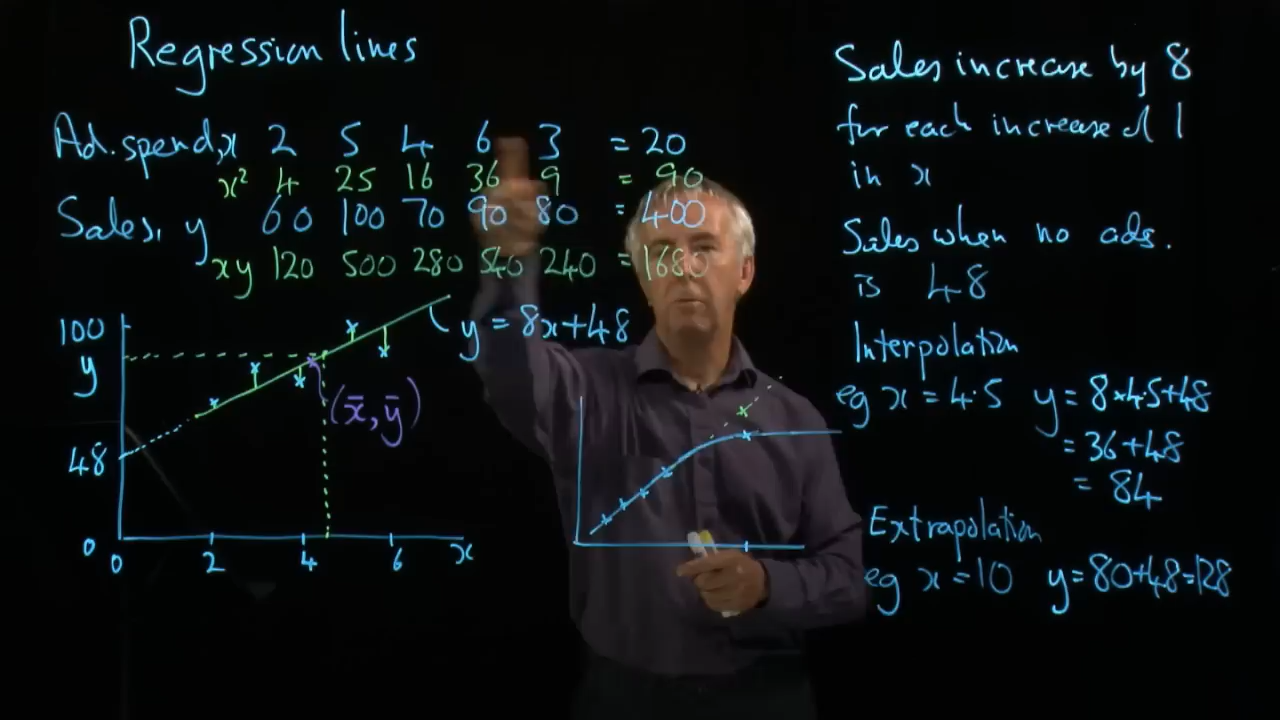 Regression lines
Ad. spend, x 2 5 4 6 3 = 20
x² 4 25 16 36 9 = 90
Sales, y 60 100 70 90 80 = 400
xy 120 500 280 540 240 = 1680
100
y
48
0
0 2 4 6 x
y = 8x+48
(x̄, ȳ)
Sales increase by 8
for each increase of 1
in x
Sales when no ads.
is 48
Interpolation
eg x = 4.5 y = 8×4.5+48
= 36+48
= 84
Extrapolation
eg x = 10 y = 80+48=128